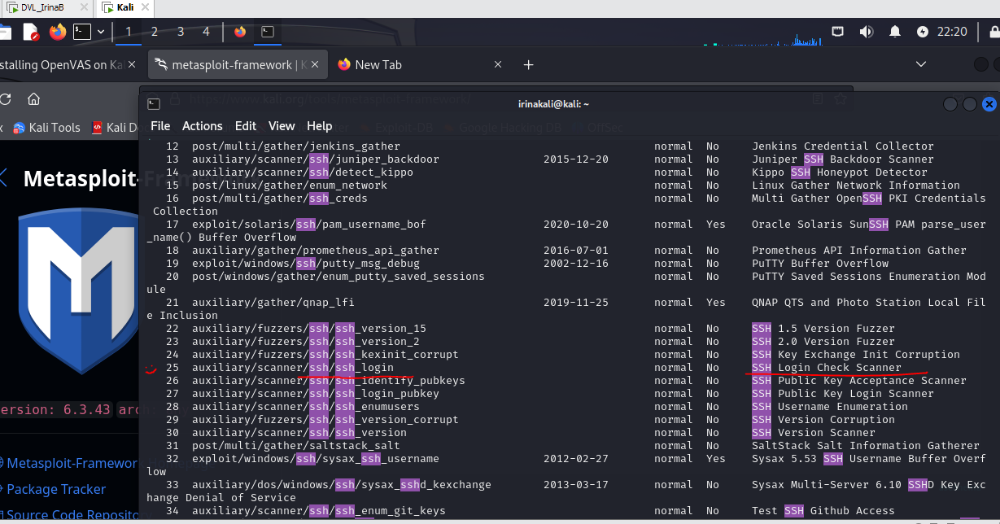 DVL_IrinaB
Kali
1 2 3 4
22:20
stalling OpenVAS on Kal
metasploit-framework | K
New Tab
irinakali@kali: ~
Kali Tools
Kali D
File Actions Edit View Help
Metasploit-
12 post/multi/gather/jenkins_gather normal No Jenkins Credential Collector
13 auxiliary/scanner/ssh/juniper_backdoor 2015-12-20 normal No Juniper SSH Backdoor Scanner
14 auxiliary/scanner/ssh/detect_kippo normal No Kippo SSH Honeypot Detector
15 post/linux/gather/enum_network normal No Linux Gather Network Information
16 post/multi/gather/ssh_creds normal No Multi Gather OpenSSH PKI Credentials
Collection
17 exploit/solaris/ssh/pam_username_bof 2020-10-20 normal Yes Oracle Solaris SunSSH PAM parse_user
_name() Buffer Overflow
18 auxiliary/gather/prometheus_api_gather 2016-07-01 normal No Prometheus API Information Gather
19 exploit/windows/ssh/putty_msg_debug 2002-12-16 normal No PuTTY Buffer Overflow
20 post/windows/gather/enum_putty_saved_sessions normal No PuTTY Saved Sessions Enumeration Mod
ule
21 auxiliary/gather/qnap_lfi 2019-11-25 normal Yes QNAP QTS and Photo Station Local Fil
e Inclusion
22 auxiliary/fuzzers/ssh/ssh_version_15 normal No SSH 1.5 Version Fuzzer
23 auxiliary/fuzzers/ssh/ssh_version_2 normal No SSH 2.0 Version Fuzzer
24 auxiliary/fuzzers/ssh/ssh_kexinit_corrupt normal No SSH Key Exchange Init Corruption
25 auxiliary/scanner/ssh/ssh_login normal No SSH Login Check Scanner
26 auxiliary/scanner/ssh/ssh_identify_pubkeys normal No SSH Public Key Acceptance Scanner
27 auxiliary/scanner/ssh/ssh_login_pubkey normal No SSH Public Key Login Scanner
28 auxiliary/scanner/ssh/ssh_enumusers normal No SSH Username Enumeration
29 auxiliary/fuzzers/ssh/ssh_version_corrupt normal No SSH Version Corruption
30 auxiliary/scanner/ssh/ssh_version normal No SSH Version Scanner
31 post/multi/gather/saltstack_salt normal No SaltStack Salt Information Gatherer
32 exploit/windows/ssh/sysax_ssh_username 2012-02-27 normal Yes Sysax 5.53 SSH Username Buffer Overf
low
33 auxiliary/dos/windows/ssh/sysax_sshd_kexchange 2013-03-17 normal No Sysax Multi-Server 6.10 SSHD Key Exc
hange Denial of Service
34 auxiliary/scanner/ssh/ssh_enum_git_keys normal No Test SSH Github Access
ersion: 6.3.43 arc
Metasploit-Framewor
Package Tracker
Source Code Repository